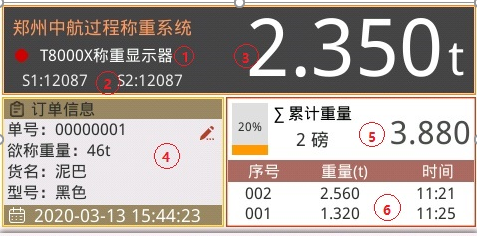 郑州中航过程称重系统
T8000X称重显示器 ①
S1:12087 ② S2:12087
③ 2.350 t
订单信息
单号：00000001
欲称重量：46t
货名：泥巴 ④
型号：黑色
2020-03-13 15:44:23
20% ∑ 累计重量
2 磅 ⑤ 3.880
序号 重量(t) 时间
002 2.560 11:21
001 1.320 ⑥ 11:25